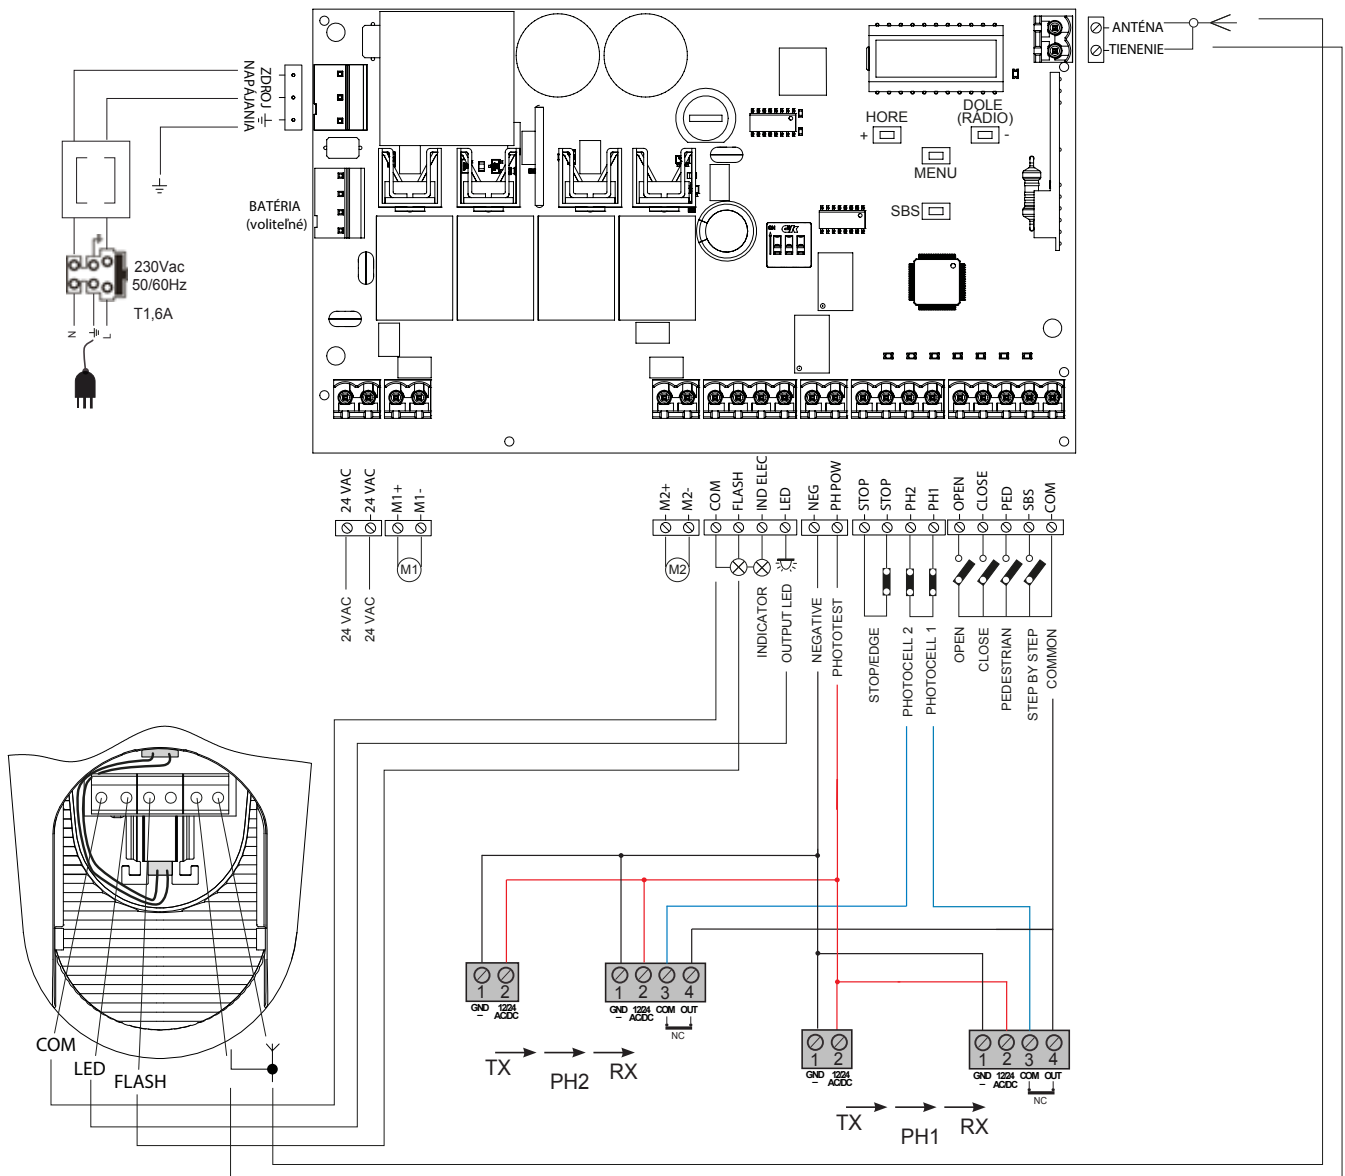 ANTÉNA
TIENENIE
ZDROJ
NAPÁJANIA
HORE
+
DOLE
(RÁDIO)
-
MENU
SBS
BATÉRIA
(voliteľné)
230Vac
50/60Hz
T1,6A
N
L
24 VAC
24 VAC
M1+
M1-
M2+
M2-
COM
FLASH
IND ELEC
LED
NEG
PH POW
STOP
STOP
PH2
PH1
OPEN
CLOSE
PED
SBS
COM
M1
M2
24 VAC
24 VAC
INDICATOR
OUTPUT LED
NEGATIVE
PHOTOTEST
STOP/EDGE
PHOTOCELL 2
PHOTOCELL 1
OPEN
CLOSE
PEDESTRIAN
STEP BY STEP
COMMON
1 2
GND 12/24
– AC/DC
1 2 3 4
GND 12/24 COM OUT
– AC/DC
NC
TX PH2 RX
1 2
GND 12/24
– AC/DC
1 2 3 4
GND 12/24 COM OUT
– AC/DC
NC
TX PH1 RX
COM
LED
FLASH